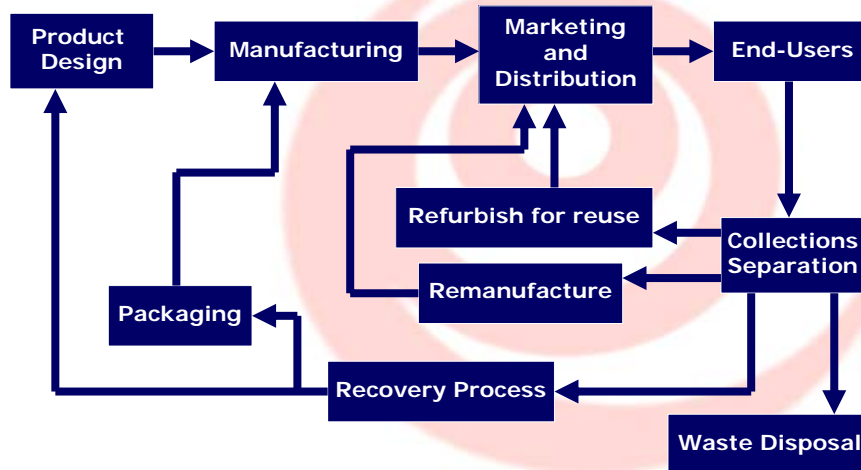 Product
Design
Manufacturing
Marketing
and
Distribution
End-Users
Refurbish for reuse
Collections
Separation
Remanufacture
Packaging
Recovery Process
Waste Disposal